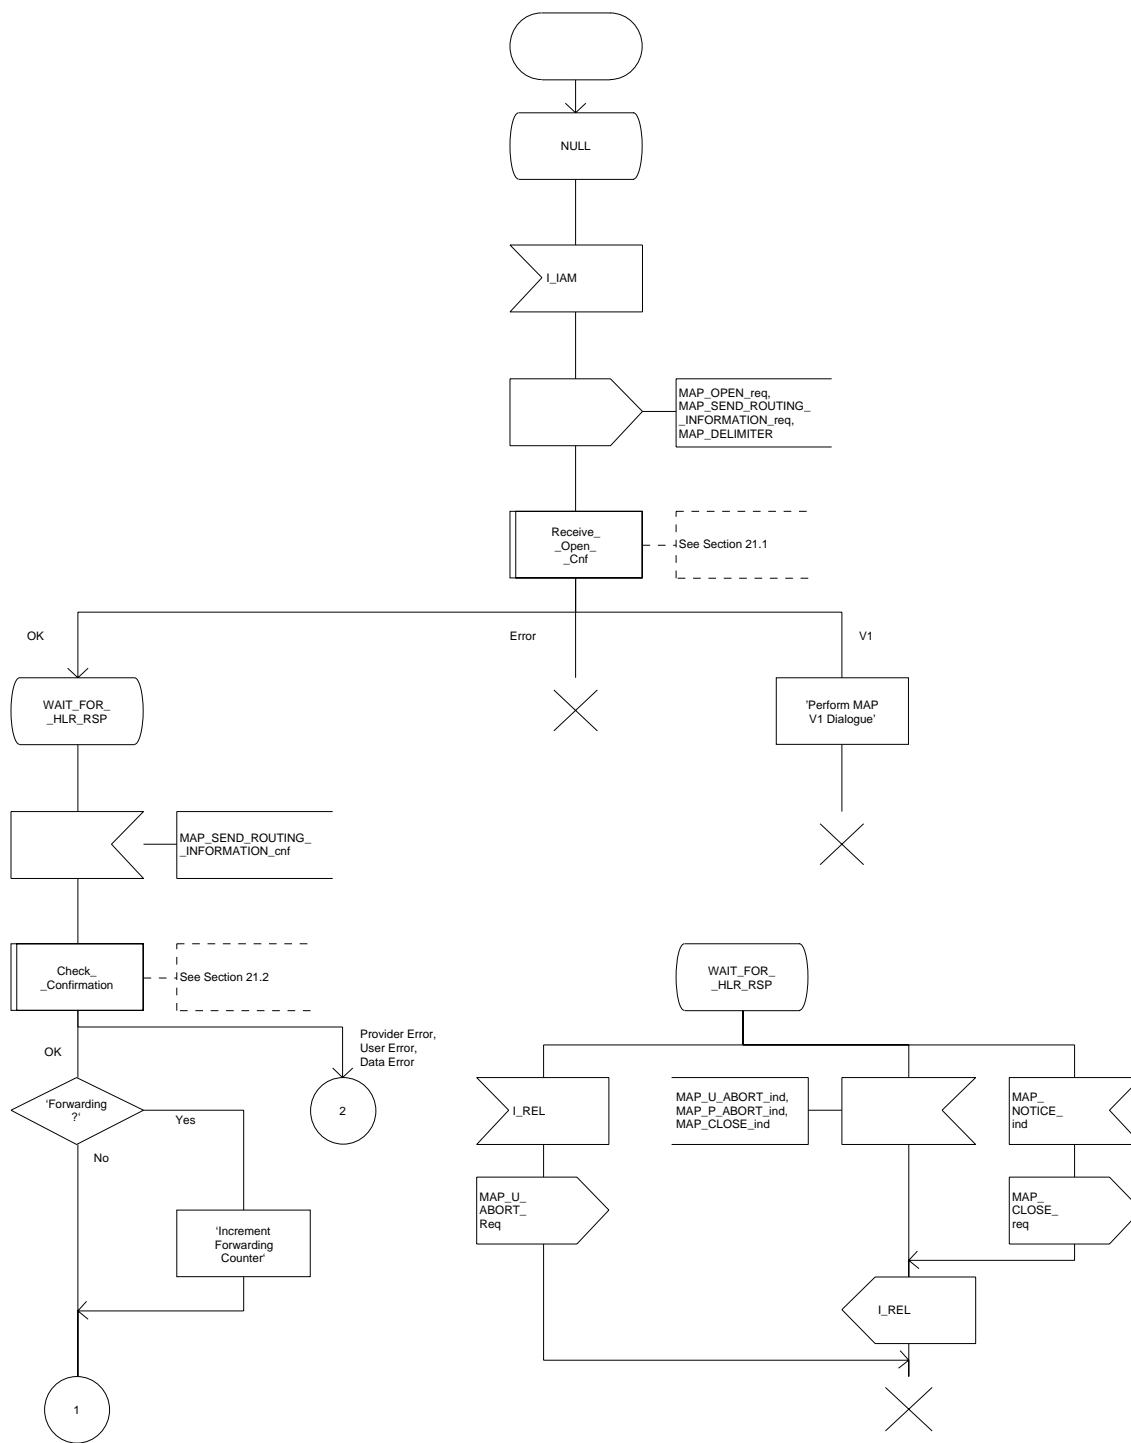 NULL
I_IAM
MAP_OPEN_req,
MAP_SEND_ROUTING_
_INFORMATION_req,
MAP_DELIMITER
Receive_
_Open_
_Cnf
See Section 21.1
OK
Error
V1
WAIT_FOR_
_HLR_RSP
'Perform MAP
V1 Dialogue'
MAP_SEND_ROUTING_
_INFORMATION_cnf
Check_
_Confirmation
See Section 21.2
OK
Provider Error,
User Error,
Data Error
2
'Forwarding
?'
Yes
No
'Increment
Forwarding
Counter'
1
WAIT_FOR_
_HLR_RSP
I_REL
MAP_U_ABORT_ind,
MAP_P_ABORT_ind,
MAP_CLOSE_ind
MAP_
NOTICE_
ind
MAP_U_
ABORT_
Req
MAP_
CLOSE_
req
I_REL